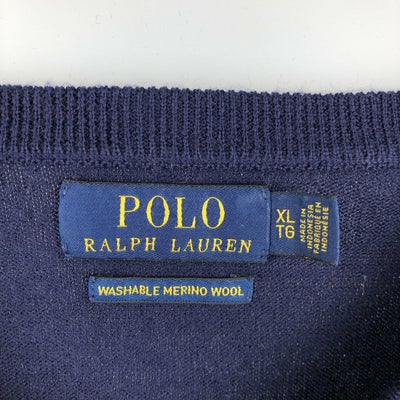 POLO
RALPH LAUREN
XL
TG
MADE IN
INDONESIA
FABRIQUÉ EN
INDONÉSIE
WASHABLE MERINO WOOL